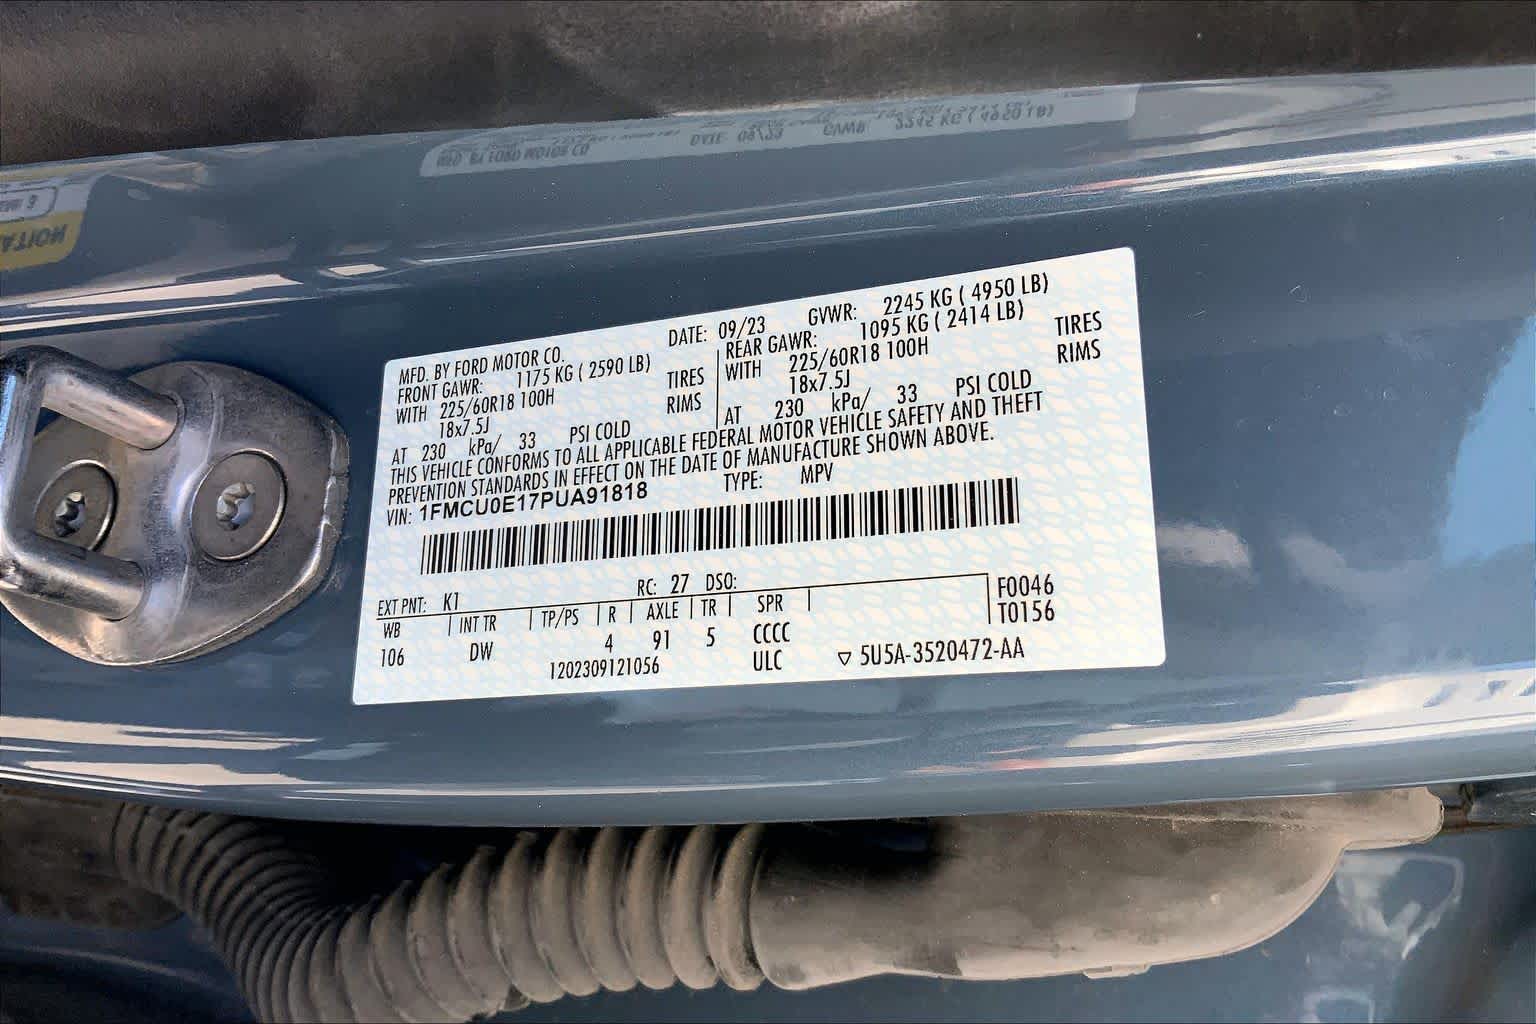 MFD. BY FORD MOTOR CO. DATE: 09/23 GVWR: 2245 KG ( 4950 LB)
FRONT GAWR: 1175 KG ( 2590 LB) REAR GAWR: 1095 KG ( 2414 LB)
WITH 225/60R18 100H TIRES WITH 225/60R18 100H TIRES
18x7.5J RIMS 18x7.5J RIMS
AT 230 kPa/ 33 PSI COLD AT 230 kPa/ 33 PSI COLD
THIS VEHICLE CONFORMS TO ALL APPLICABLE FEDERAL MOTOR VEHICLE SAFETY AND THEFT
PREVENTION STANDARDS IN EFFECT ON THE DATE OF MANUFACTURE SHOWN ABOVE.
VIN: 1FMCU0E17PUA91818 TYPE: MPV
EXT PNT: K1 RC: 27 DSO:
WB INT TR TP/PS R AXLE TR SPR F0046
106 DW 4 91 5 CCCC T0156
1202309121056 ULC ▽ 5U5A-3520472-AA